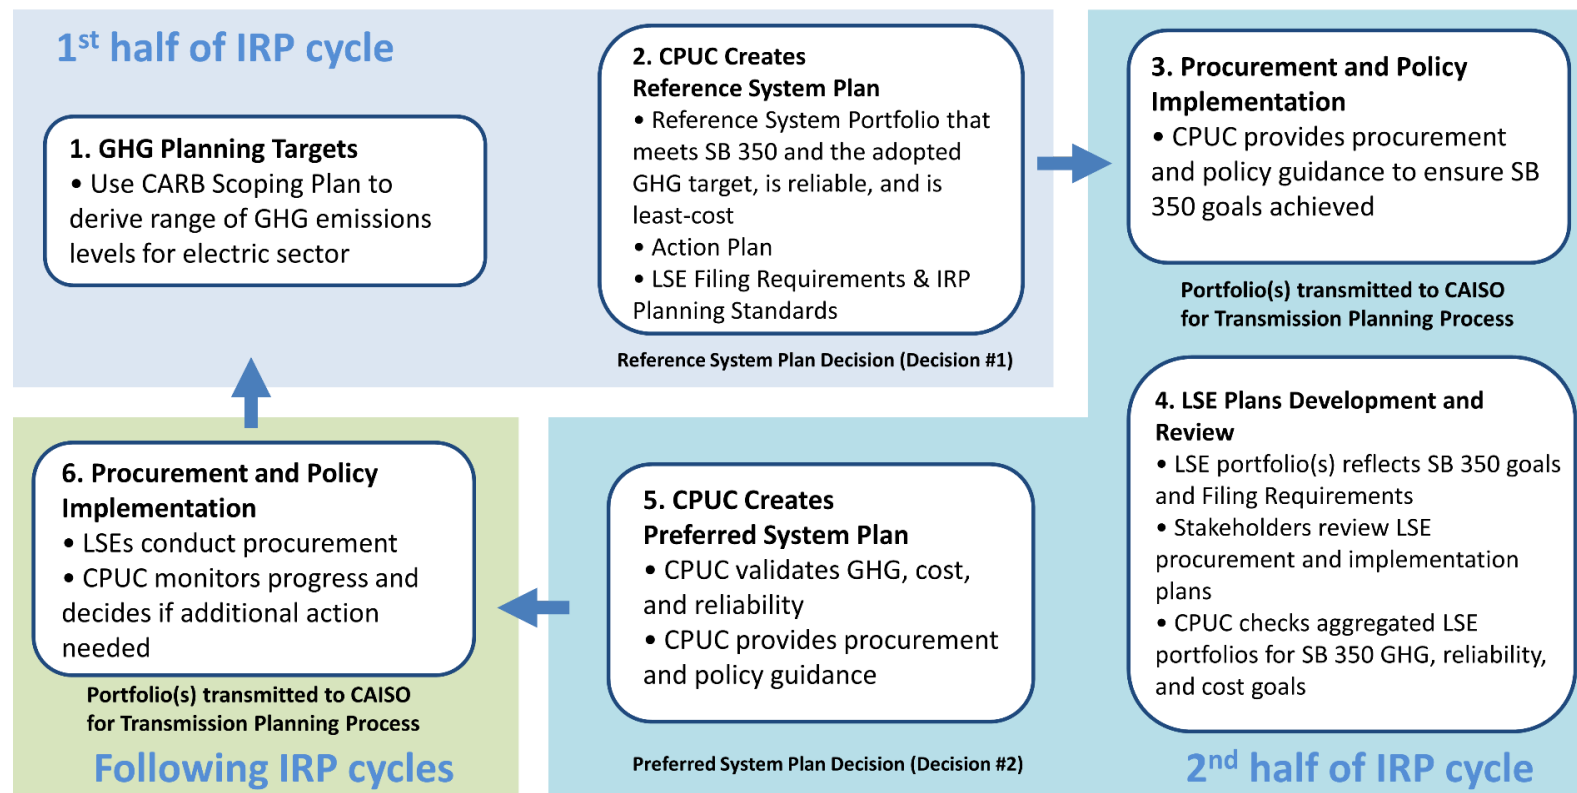 1st half of IRP cycle
1. GHG Planning Targets
• Use CARB Scoping Plan to
derive range of GHG emissions
levels for electric sector
2. CPUC Creates
Reference System Plan
• Reference System Portfolio that
meets SB 350 and the adopted
GHG target, is reliable, and is
least-cost
• Action Plan
• LSE Filing Requirements & IRP
Planning Standards
Reference System Plan Decision (Decision #1)
3. Procurement and Policy
Implementation
• CPUC provides procurement
and policy guidance to ensure SB
350 goals achieved
Portfolio(s) transmitted to CAISO
for Transmission Planning Process
4. LSE Plans Development and
Review
• LSE portfolio(s) reflects SB 350 goals
and Filing Requirements
• Stakeholders review LSE
procurement and implementation
plans
• CPUC checks aggregated LSE
portfolios for SB 350 GHG, reliability,
and cost goals
2nd half of IRP cycle
5. CPUC Creates
Preferred System Plan
• CPUC validates GHG, cost,
and reliability
• CPUC provides procurement
and policy guidance
Preferred System Plan Decision (Decision #2)
6. Procurement and Policy
Implementation
• LSEs conduct procurement
• CPUC monitors progress and
decides if additional action
needed
Portfolio(s) transmitted to CAISO
for Transmission Planning Process
Following IRP cycles